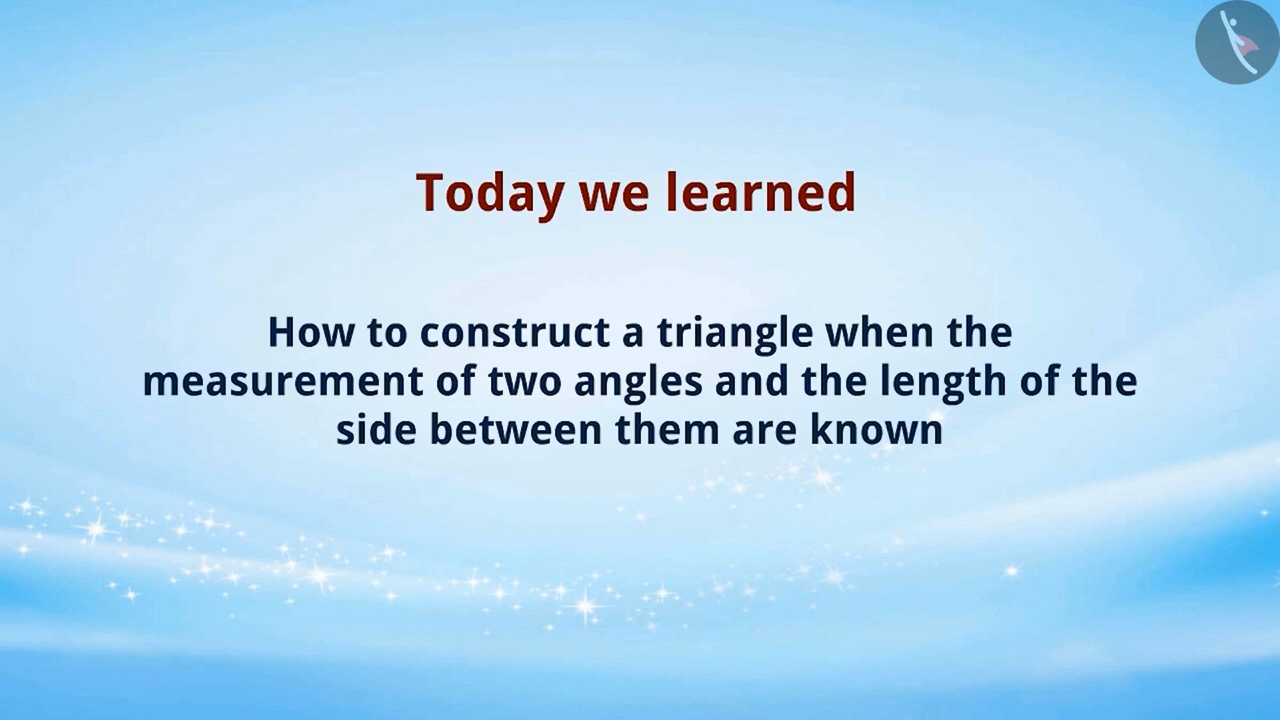 Today we learned
How to construct a triangle when the
measurement of two angles and the length of the
side between them are known